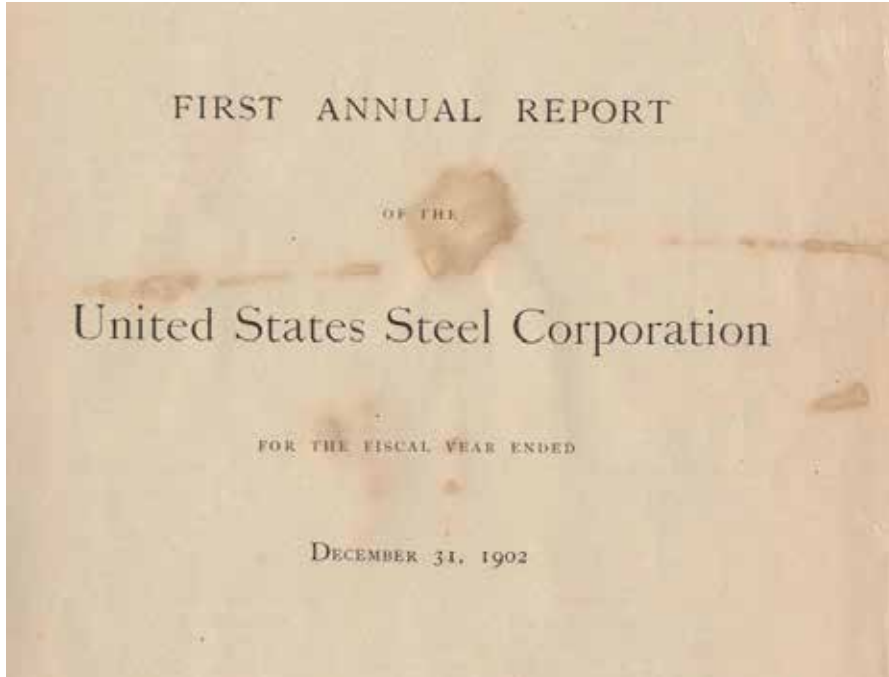 FIRST ANNUAL REPORT
OF THE
United States Steel Corporation
FOR THE FISCAL YEAR ENDED
DECEMBER 31, 1902